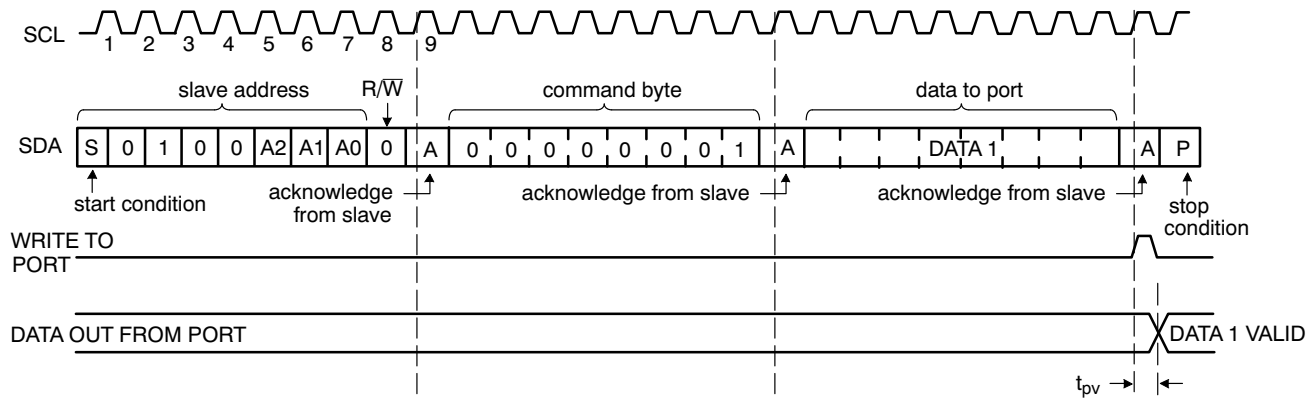 SCL
1 2 3 4 5 6 7 8 9
slave address R/W̅ command byte data to port
SDA S 0 1 0 0 A2 A1 A0 0 A 0 0 0 0 0 0 0 1 A DATA 1 A P
start condition
acknowledge
from slave
acknowledge from slave
acknowledge from slave
stop
condition
WRITE TO
PORT
DATA OUT FROM PORT
DATA 1 VALID
tpv